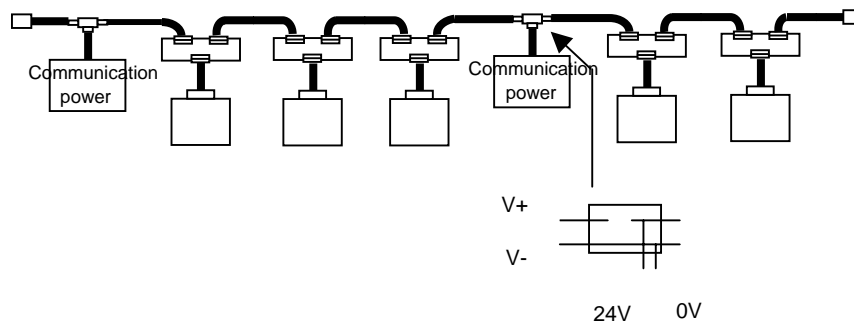 Communication
power
Communication
power
V+
V-
24V 0V